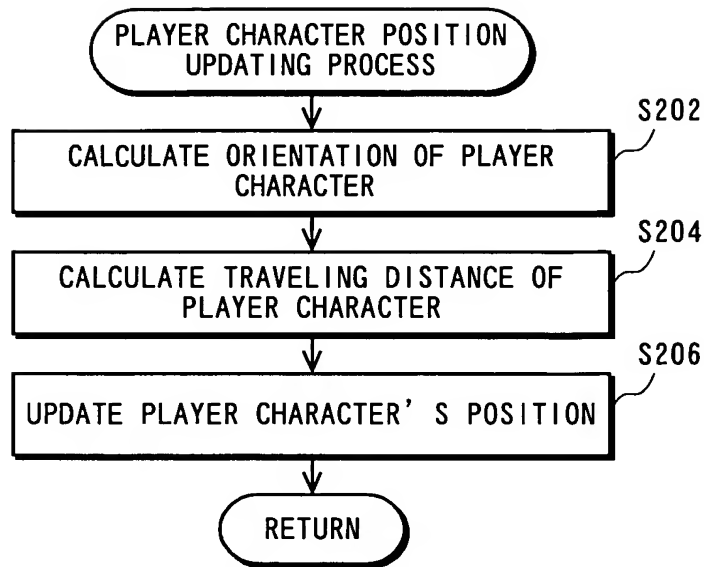 PLAYER CHARACTER POSITION
UPDATING PROCESS
S202
CALCULATE ORIENTATION OF PLAYER
CHARACTER
S204
CALCULATE TRAVELING DISTANCE OF
PLAYER CHARACTER
S206
UPDATE PLAYER CHARACTER' S POSITION
RETURN